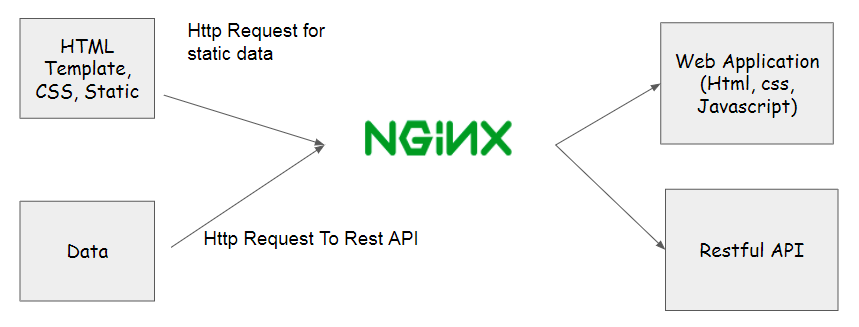 HTML
Template,
CSS, Static
Http Request for
static data
NGINX
Web Application
(Html, css,
Javascript)
Data
Http Request To Rest API
Restful API